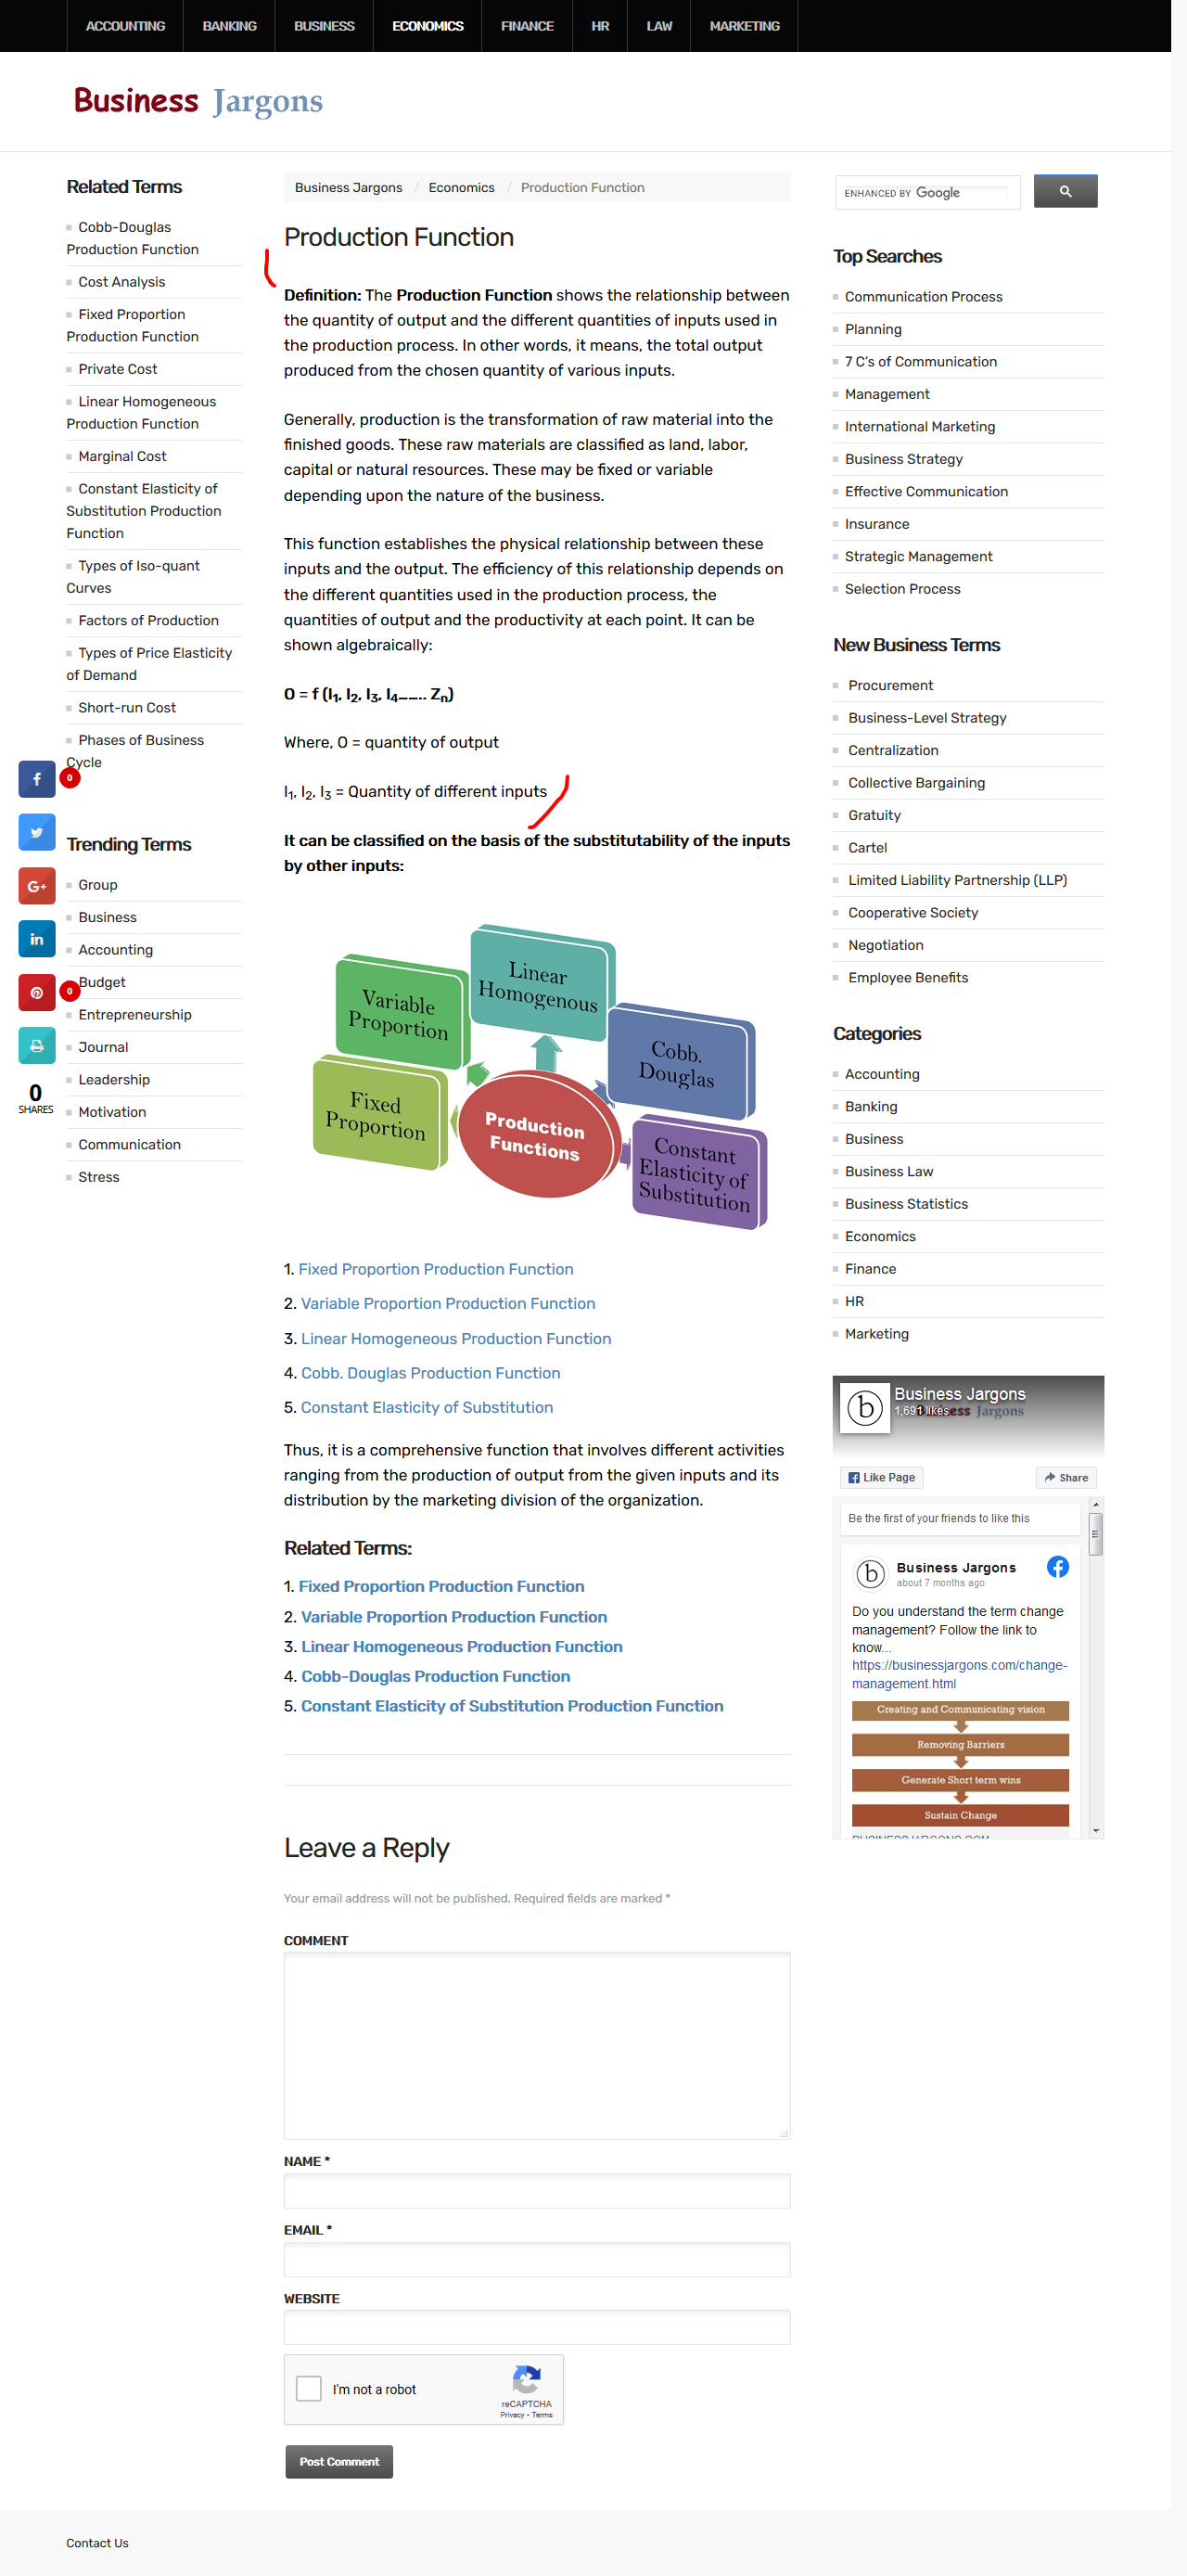 ACCOUNTING BANKING BUSINESS ECONOMICS FINANCE HR LAW MARKETING
Business Jargons
Related Terms
Cobb-Douglas
Production Function
Cost Analysis
Fixed Proportion
Production Function
Private Cost
Linear Homogeneous
Production Function
Marginal Cost
Constant Elasticity of
Substitution Production
Function
Types of Iso-quant
Curves
Factors of Production
Types of Price Elasticity
of Demand
Short-run Cost
Phases of Business
Cycle
0
Trending Terms
Group
Business
Accounting
Budget
0
Entrepreneurship
Journal
Leadership
Motivation
Communication
Stress
0
SHARES
Business Jargons / Economics / Production Function
Production Function
Definition: The Production Function shows the relationship between
the quantity of output and the different quantities of inputs used in
the production process. In other words, it means, the total output
produced from the chosen quantity of various inputs.
Generally, production is the transformation of raw material into the
finished goods. These raw materials are classified as land, labor,
capital or natural resources. These may be fixed or variable
depending upon the nature of the business.
This function establishes the physical relationship between these
inputs and the output. The efficiency of this relationship depends on
the different quantities used in the production process, the
quantities of output and the productivity at each point. It can be
shown algebraically:
O = f (I₁, I₂, I₃, I₄……. Zₙ)
Where, O = quantity of output
I₁, I₂, I₃ = Quantity of different inputs
It can be classified on the basis of the substitutability of the inputs
by other inputs:
Linear
Homogenous
Variable
Proportion
Cobb.
Douglas
Fixed
Proportion
Production
Functions
Constant
Elasticity of
Substitution
1. Fixed Proportion Production Function
2. Variable Proportion Production Function
3. Linear Homogeneous Production Function
4. Cobb. Douglas Production Function
5. Constant Elasticity of Substitution
Thus, it is a comprehensive function that involves different activities
ranging from the production of output from the given inputs and its
distribution by the marketing division of the organization.
Related Terms:
1. Fixed Proportion Production Function
2. Variable Proportion Production Function
3. Linear Homogeneous Production Function
4. Cobb-Douglas Production Function
5. Constant Elasticity of Substitution Production Function
Leave a Reply
Your email address will not be published. Required fields are marked *
COMMENT
NAME *
EMAIL *
WEBSITE
I'm not a robot
reCAPTCHA
Privacy - Terms
Post Comment
ENHANCED BY Google
Top Searches
Communication Process
Planning
7 C's of Communication
Management
International Marketing
Business Strategy
Effective Communication
Insurance
Strategic Management
Selection Process
New Business Terms
Procurement
Business-Level Strategy
Centralization
Collective Bargaining
Gratuity
Cartel
Limited Liability Partnership (LLP)
Cooperative Society
Negotiation
Employee Benefits
Categories
Accounting
Banking
Business
Business Law
Business Statistics
Economics
Finance
HR
Marketing
b
Business Jargons
1,691 likes
Jargons
Like Page Share
Be the first of your friends to like this
b
Business Jargons
about 7 months ago
Do you understand the term change
management? Follow the link to
know...
https://businessjargons.com/change-
management.html
Creating and Communicating vision
Removing Barriers
Generate Short term wins
Sustain Change
Contact Us